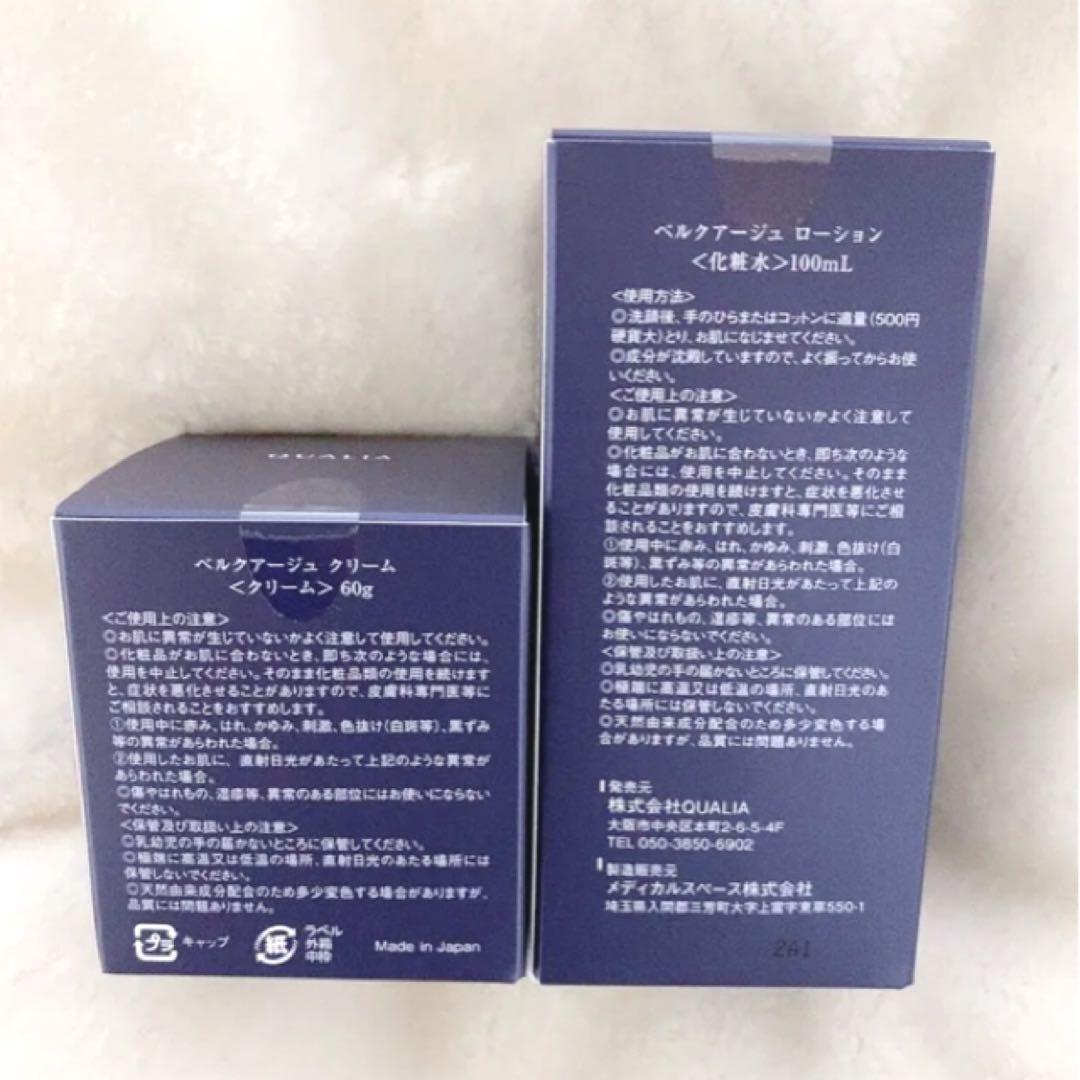 QUALIA
ベルクアージュ クリーム
＜クリーム＞ 60g
＜ご使用上の注意＞
◎お肌に異常が生じていないかよく注意して使用してください。
◎化粧品がお肌に合わないとき、即ち次のような場合には、
使用を中止してください。そのまま化粧品類の使用を続けます
と、症状を悪化させることがありますので、皮膚科専門医等に
ご相談されることをおすすめします。
①使用中に赤み、はれ、かゆみ、刺激、色抜け（白斑等）、黒ずみ
等の異常があらわれた場合。
②使用したお肌に、直射日光があたって上記のような異常が
あらわれた場合。
◎傷やはれもの、湿疹等、異常のある部位にはお使いにならない
でください。
＜保管及び取扱い上の注意＞
◎乳幼児の手の届かないところに保管してください。
◎極端に高温又は低温の場所、直射日光のあたる場所には
保管しないでください。
◎天然由来成分配合のため多少変色する場合がありますが、
品質には問題ありません。
プラ
キャップ
紙
ラベル
外箱
中枠
Made in Japan
ベルクアージュ ローション
＜化粧水＞100mL
＜使用方法＞
◎洗顔後、手のひらまたはコットンに適量（500円
硬貨大）とり、お肌になじませてください。
◎成分が沈殿していますので、よく振ってからお使
いください。
＜ご使用上の注意＞
◎お肌に異常が生じていないかよく注意して
使用してください。
◎化粧品がお肌に合わないとき、即ち次のような
場合には、使用を中止してください。そのまま
化粧品類の使用を続けますと、症状を悪化させ
ることがありますので、皮膚科専門医等にご相
談されることをおすすめします。
①使用中に赤み、はれ、かゆみ、刺激、色抜け（白
斑等）、黒ずみ等の異常があらわれた場合。
②使用したお肌に、直射日光があたって上記の
ような異常があらわれた場合。
◎傷やはれもの、湿疹等、異常のある部位には
お使いにならないでください。
＜保管及び取扱い上の注意＞
◎乳幼児の手の届かないところに保管してください。
◎極端に高温又は低温の場所、直射日光のあ
たる場所には保管しないでください。
◎天然由来成分配合のため多少変色する場
合がありますが、品質には問題ありません。
発売元
株式会社QUALIA
大阪市中央区本町2-6-5-4F
TEL 050-3850-6902
製造販売元
メディカルスペース株式会社
埼玉県入間郡三芳町大字上富字東草550-1